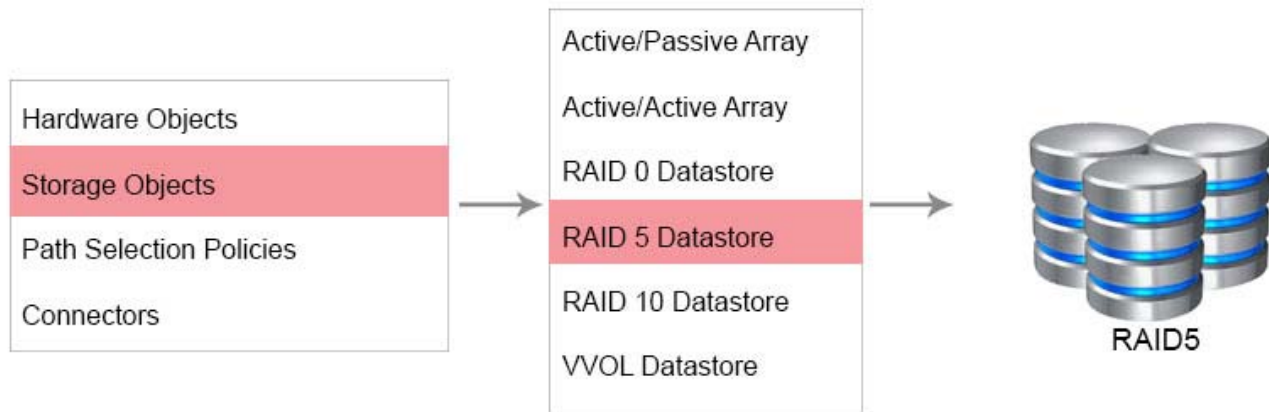 Hardware Objects
Storage Objects
Path Selection Policies
Connectors
Active/Passive Array
Active/Active Array
RAID 0 Datastore
RAID 5 Datastore
RAID 10 Datastore
VVOL Datastore
RAID5